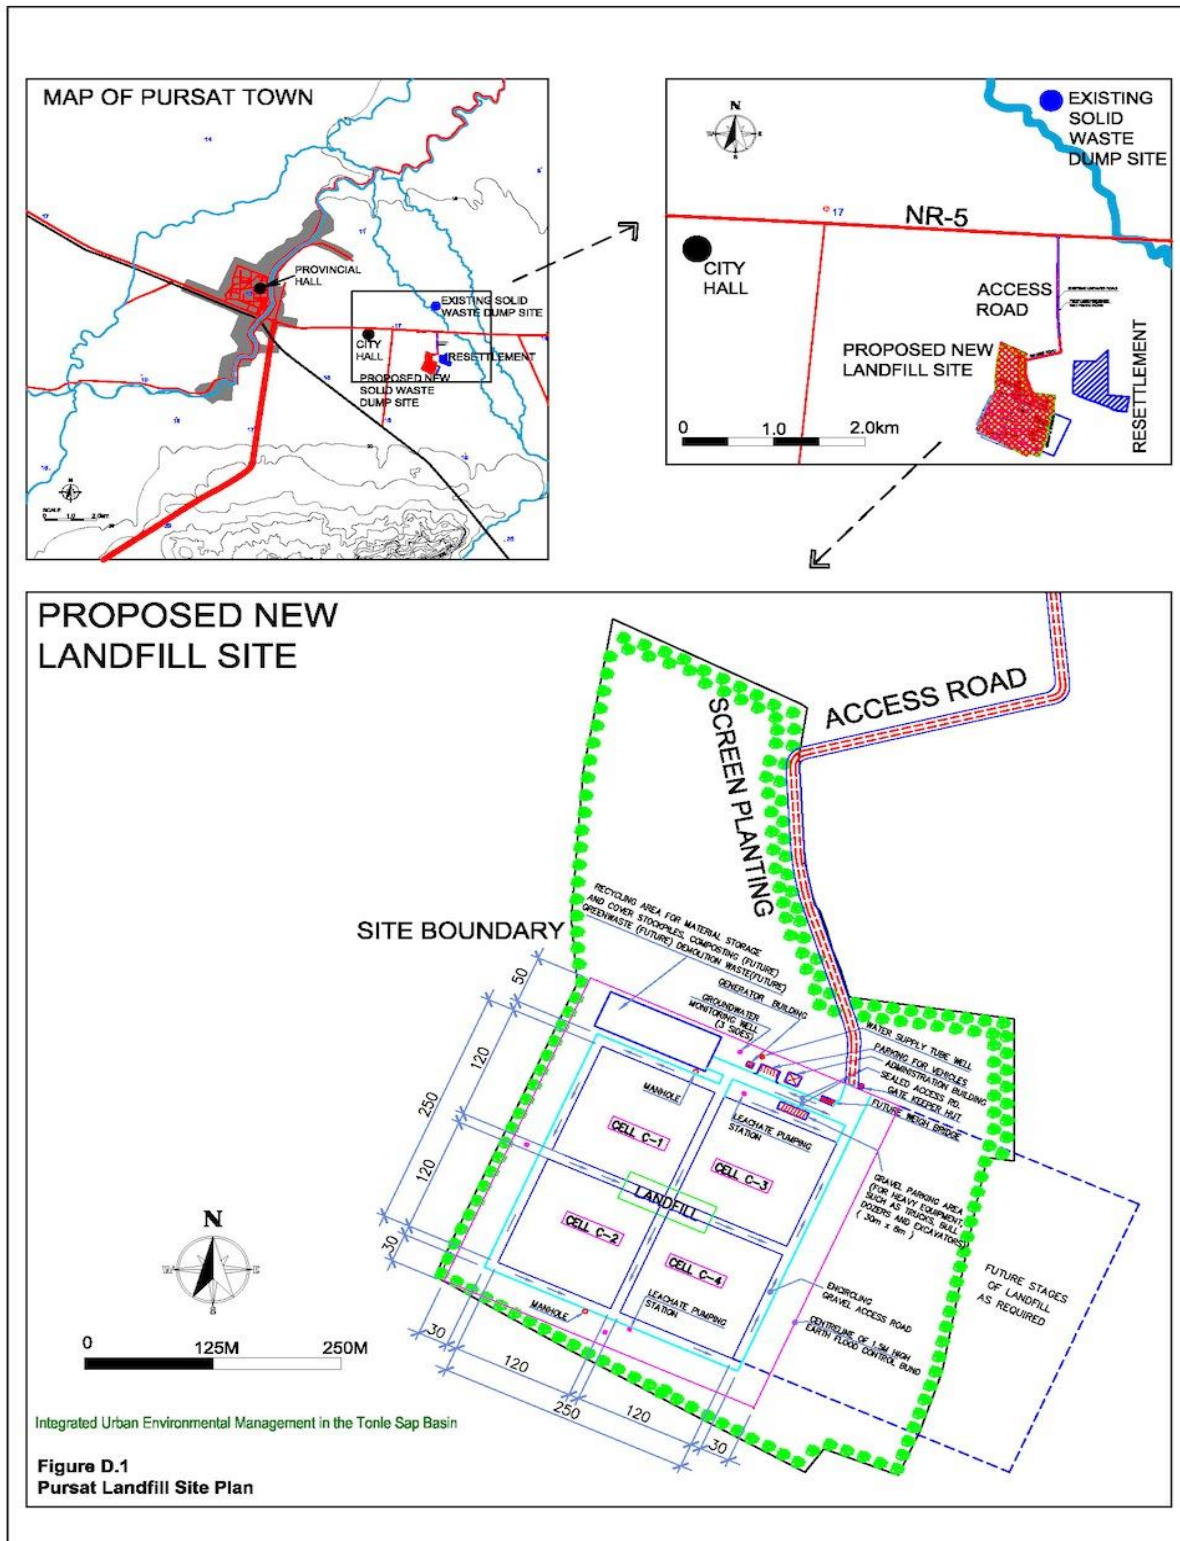 MAP OF PURSAT TOWN
PROVINCIAL
HALL
EXISTING SOLID
WASTE DUMP SITE
CITY
HALL
RESETTLEMENT
PROPOSED NEW
SOLID WASTE
DUMP SITE
N
SCALE
0 1.0 2.0km
N
EXISTING
SOLID
WASTE
DUMP SITE
17
NR-5
CITY
HALL
ACCESS
ROAD
PROPOSED NEW
LANDFILL SITE
RESETTLEMENT
0 1.0 2.0km
PROPOSED NEW
LANDFILL SITE
ACCESS ROAD
SCREEN PLANTING
SITE BOUNDARY
RECYCLING AREA FOR MATERIAL STORAGE
AND COVER STOCKPILES, COMPOSTING (FUTURE)
GREENWASTE (FUTURE) DEMOLITION WASTE(FUTURE)
GENERATOR BUILDING
GROUNDWATER
MONITORING WELL
(3 SIDES)
WATER SUPPLY TUBE WELL
PARKING FOR VEHICLES
ADMINISTRATION BUILDING
SEALED ACCESS RD.
GATE KEEPER HUT
FUTURE WEIGH BRIDGE
MANHOLE
LEACHATE PUMPING
STATION
CELL C-1
CELL C-3
LANDFILL
CELL C-2
CELL C-4
GRAVEL PARKING AREA
(FOR HEAVY EQUIPMENT,
SUCH AS TRUCKS, BULL
DOZERS AND EXCAVATORS)
( 30m x 8m )
FUTURE STAGES
OF LANDFILL
AS REQUIRED
ENCIRCLING
GRAVEL ACCESS ROAD
CENTRELINE OF 1.5M HIGH
EARTH FLOOD CONTROL BUND
LEACHATE PUMPING
STATION
MANHOLE
50
120
250
120
30
30
120
250
120
30
N
W E
S
0 125M 250M
Integrated Urban Environmental Management in the Tonle Sap Basin
Figure D.1
Pursat Landfill Site Plan